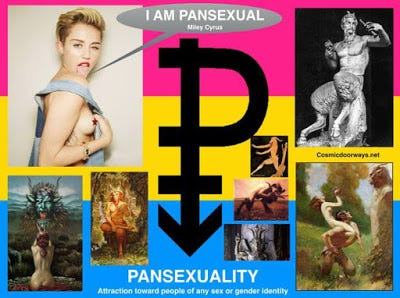 I AM PANSEXUAL
Miley Cyrus
Cosmicdoorways.net
PANSEXUALITY
Attraction toward people of any sex or gender identity